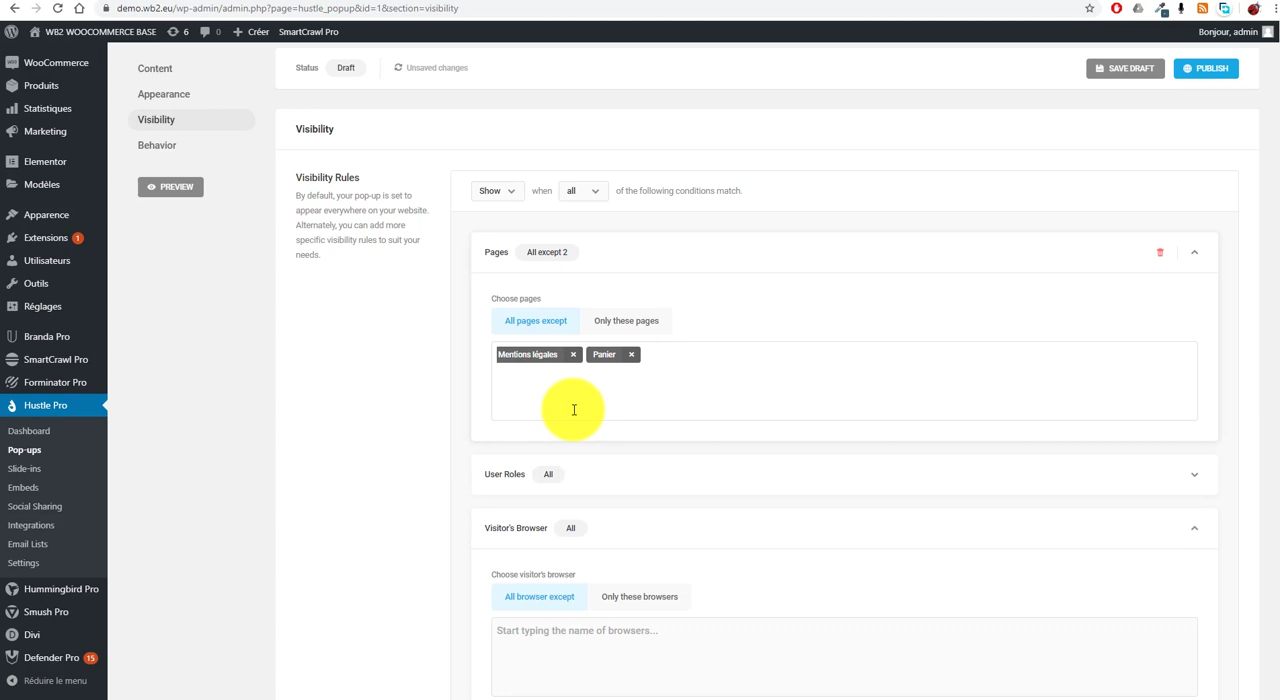 demo.wb2.eu/wp-admin/admin.php?page=hustle_popup&id=1&section=visibility
WB2 WOOCOMMERCE BASE
6
0
Créer
SmartCrawl Pro
Bonjour, admin
WooCommerce
Produits
Statistiques
Marketing
Elementor
Modèles
Apparence
Extensions 1
Utilisateurs
Outils
Réglages
Branda Pro
SmartCrawl Pro
Forminator Pro
Hustle Pro
Dashboard
Pop-ups
Slide-ins
Embeds
Social Sharing
Integrations
Email Lists
Settings
Hummingbird Pro
Smush Pro
Divi
Defender Pro 15
Réduire le menu
Content
Appearance
Visibility
Behavior
PREVIEW
Status Draft Unsaved changes
SAVE DRAFT
PUBLISH
Visibility
Visibility Rules
By default, your pop-up is set to
appear everywhere on your website.
Alternately, you can add more
specific visibility rules to suit your
needs.
Show when all of the following conditions match.
Pages All except 2
Choose pages
All pages except Only these pages
Mentions légales × Panier ×
User Roles All
Visitor's Browser All
Choose visitor's browser
All browser except Only these browsers
Start typing the name of browsers...